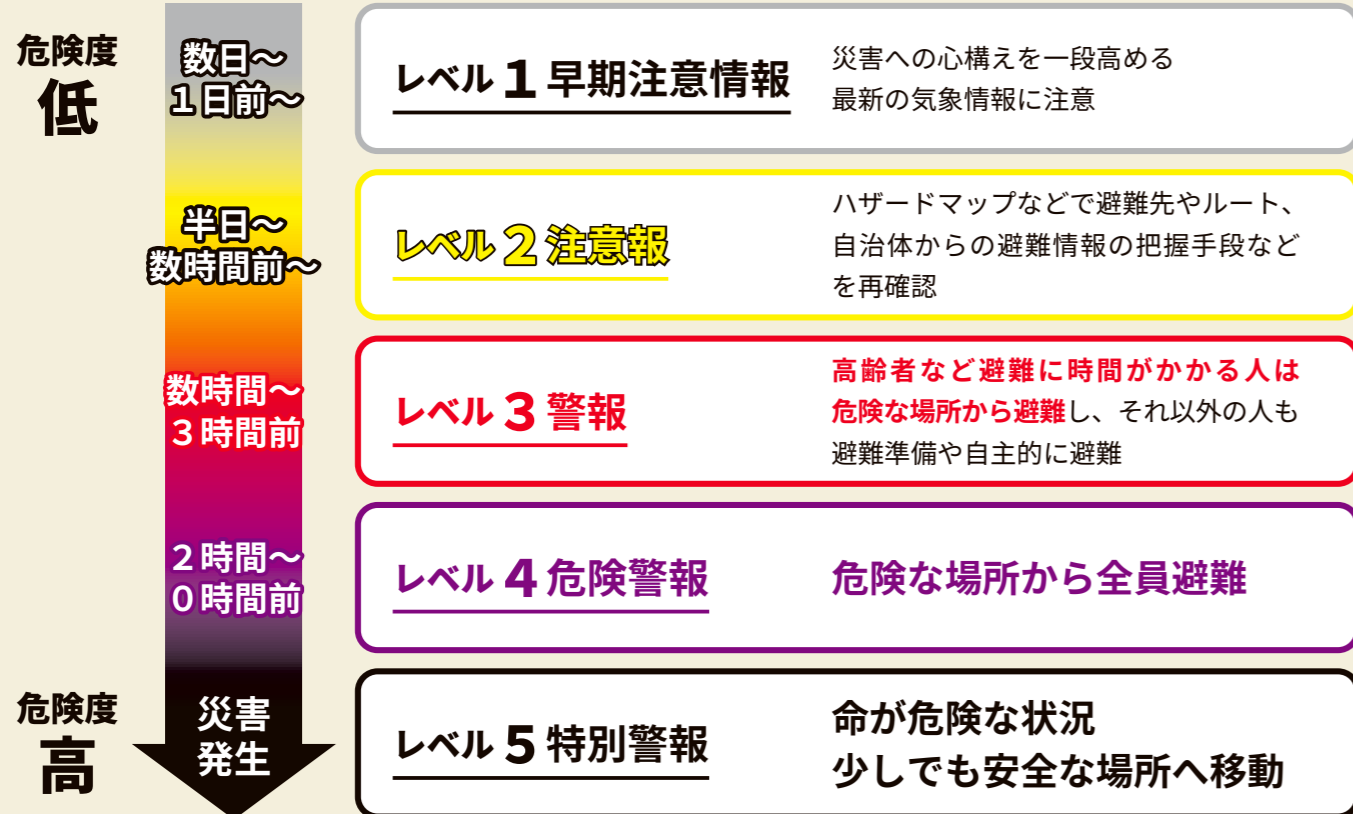 危険度
低
数日～
１日前～
レベル１早期注意情報
災害への心構えを一段高める
最新の気象情報に注意
半日～
数時間前～
レベル２注意報
ハザードマップなどで避難先やルート、
自治体からの避難情報の把握手段など
を再確認
数時間～
３時間前
レベル３警報
高齢者など避難に時間がかかる人は
危険な場所から避難し、それ以外の人も
避難準備や自主的に避難
２時間～
０時間前
レベル４危険警報
危険な場所から全員避難
危険度
高
災害
発生
レベル５特別警報
命が危険な状況
少しでも安全な場所へ移動